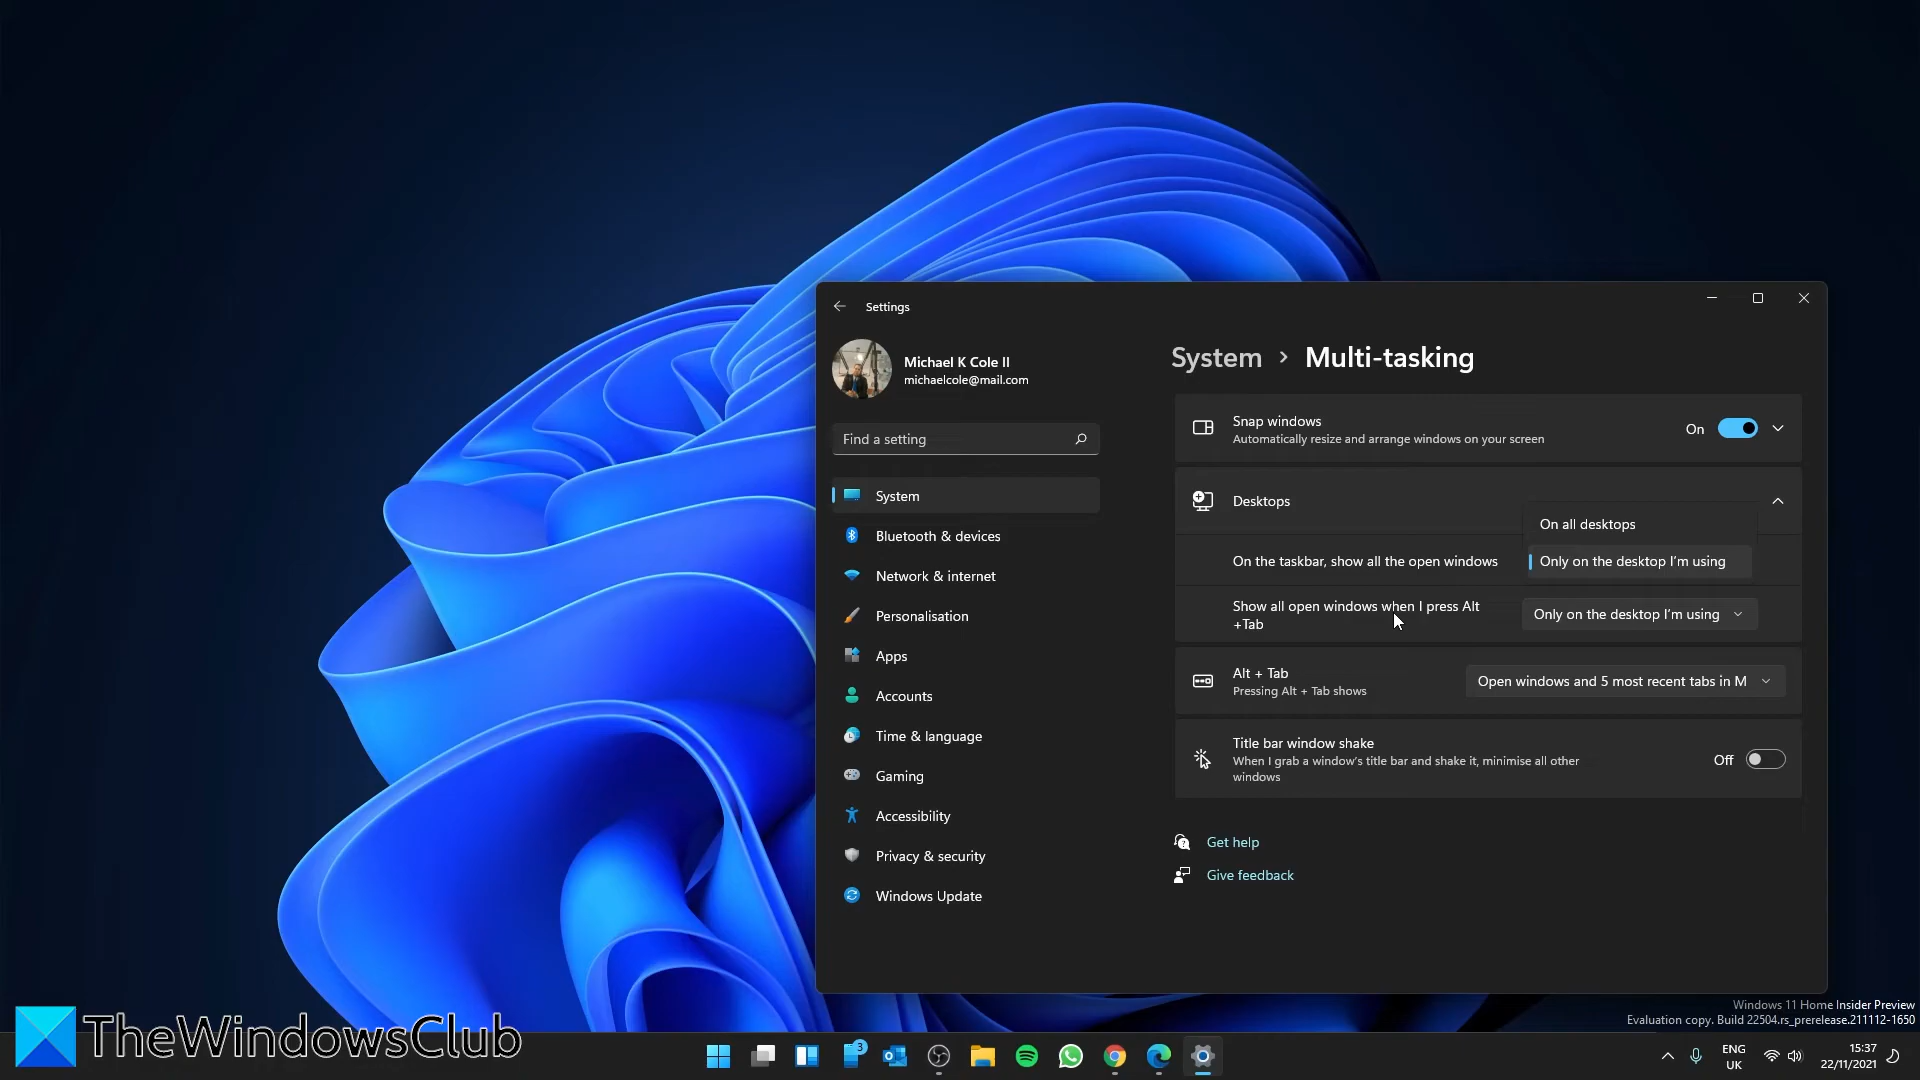 Settings
Michael K Cole II
michaelcole@mail.com
Find a setting
System
Bluetooth & devices
Network & internet
Personalisation
Apps
Accounts
Time & language
Gaming
Accessibility
Privacy & security
Windows Update
System > Multi-tasking
Snap windows
Automatically resize and arrange windows on your screen
On
Desktops
On all desktops
On the taskbar, show all the open windows
Only on the desktop I'm using
Show all open windows when I press Alt
+Tab
Only on the desktop I'm using
Alt + Tab
Pressing Alt + Tab shows
Open windows and 5 most recent tabs in M
Title bar window shake
When I grab a window's title bar and shake it, minimise all other
windows
Off
Get help
Give feedback
Windows 11 Home Insider Preview
Evaluation copy. Build 22504.rs_prerelease.211112-1650
TheWindowsClub
3
ENG
UK
15:37
22/11/2021